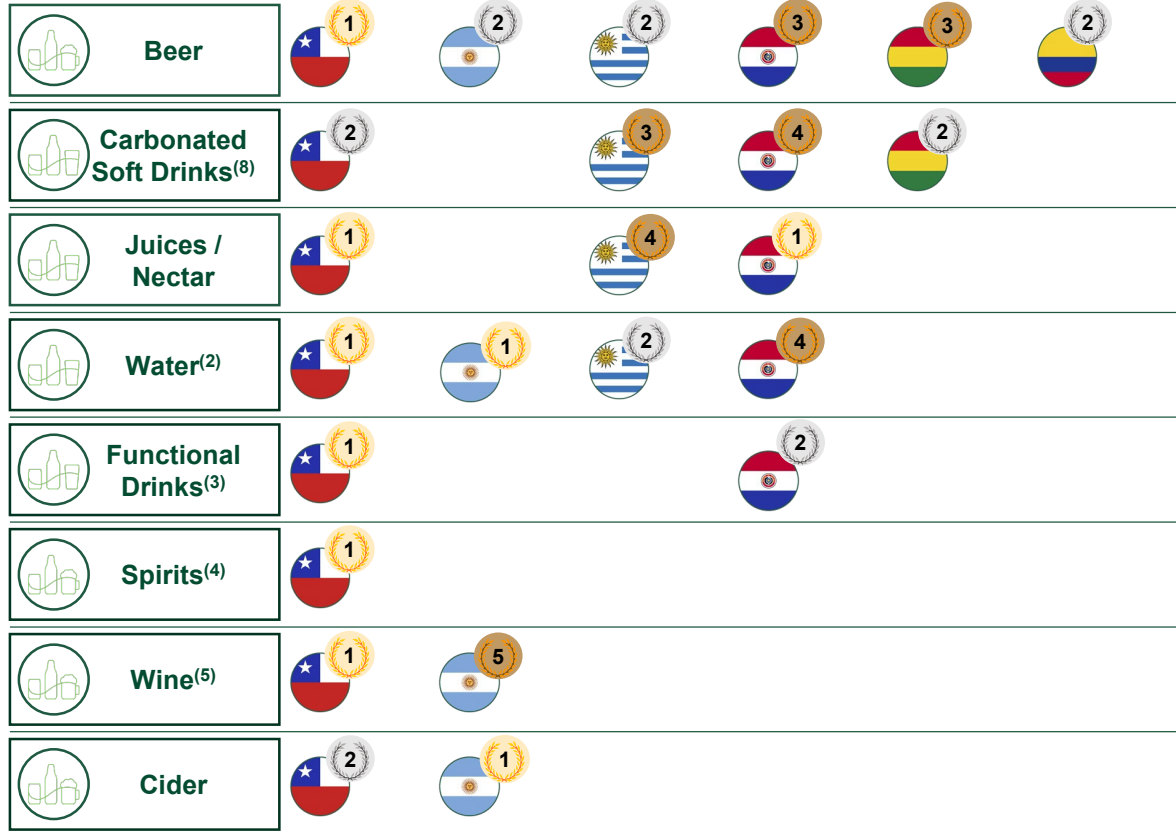 Beer
1 2 2 3 3 2
Carbonated
Soft Drinks(8)
2 3 4 2
Juices /
Nectar
1 4 1
Water(2)
1 1 2 4
Functional
Drinks(3)
1 2
Spirits(4)
1
Wine(5)
1 5
Cider
2 1